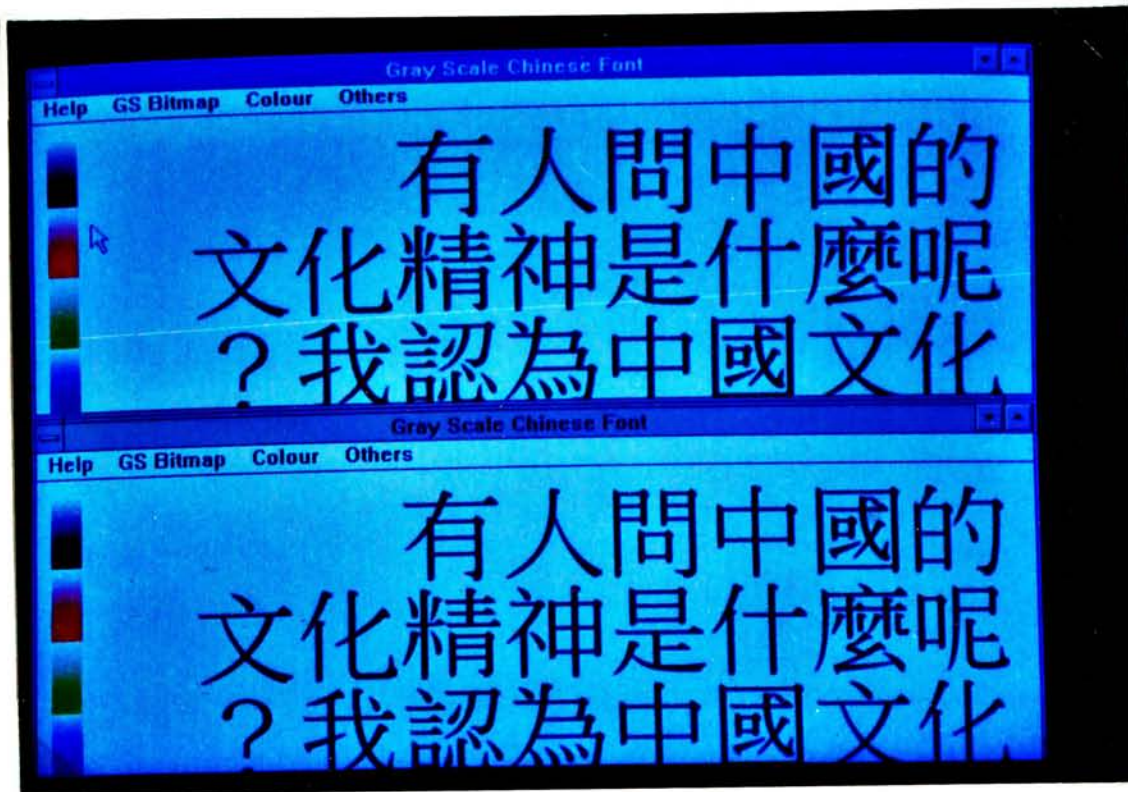 Gray Scale Chinese Font
Help GS Bitmap Colour Others
有人問中國的
文化精神是什麼呢
？我認為中國文化
Gray Scale Chinese Font
Help GS Bitmap Colour Others
有人問中國的
文化精神是什麼呢
？我認為中國文化